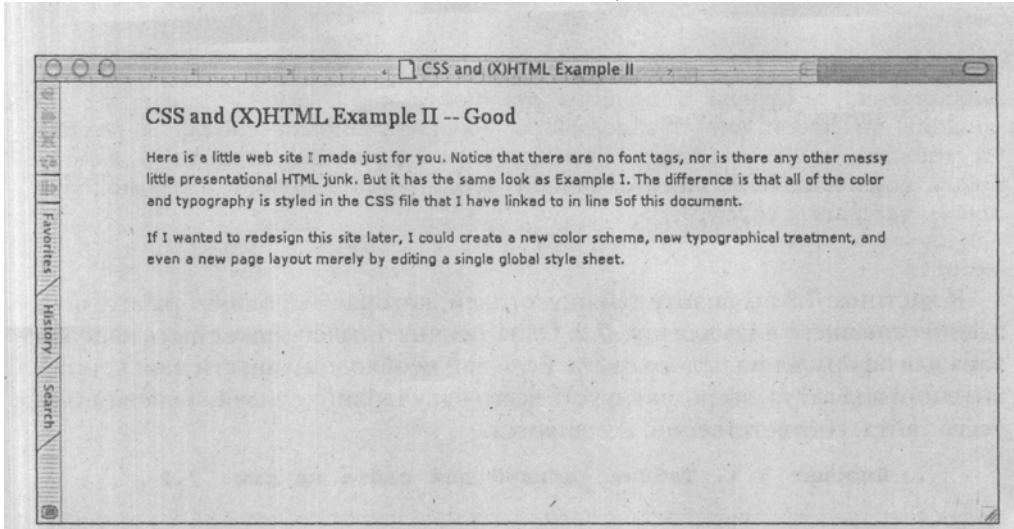 CSS and (X)HTML Example II
CSS and (X)HTML Example II -- Good
Here is a little web site I made just for you. Notice that there are no font tags, nor is there any other messy
little presentational HTML junk. But it has the same look as Example I. The difference is that all of the color
and typography is styled in the CSS file that I have linked to in line 5of this document.
If I wanted to redesign this site later, I could create a new color scheme, new typographical treatment, and
even a new page layout merely by editing a single global style sheet.
Favorites
History
Search